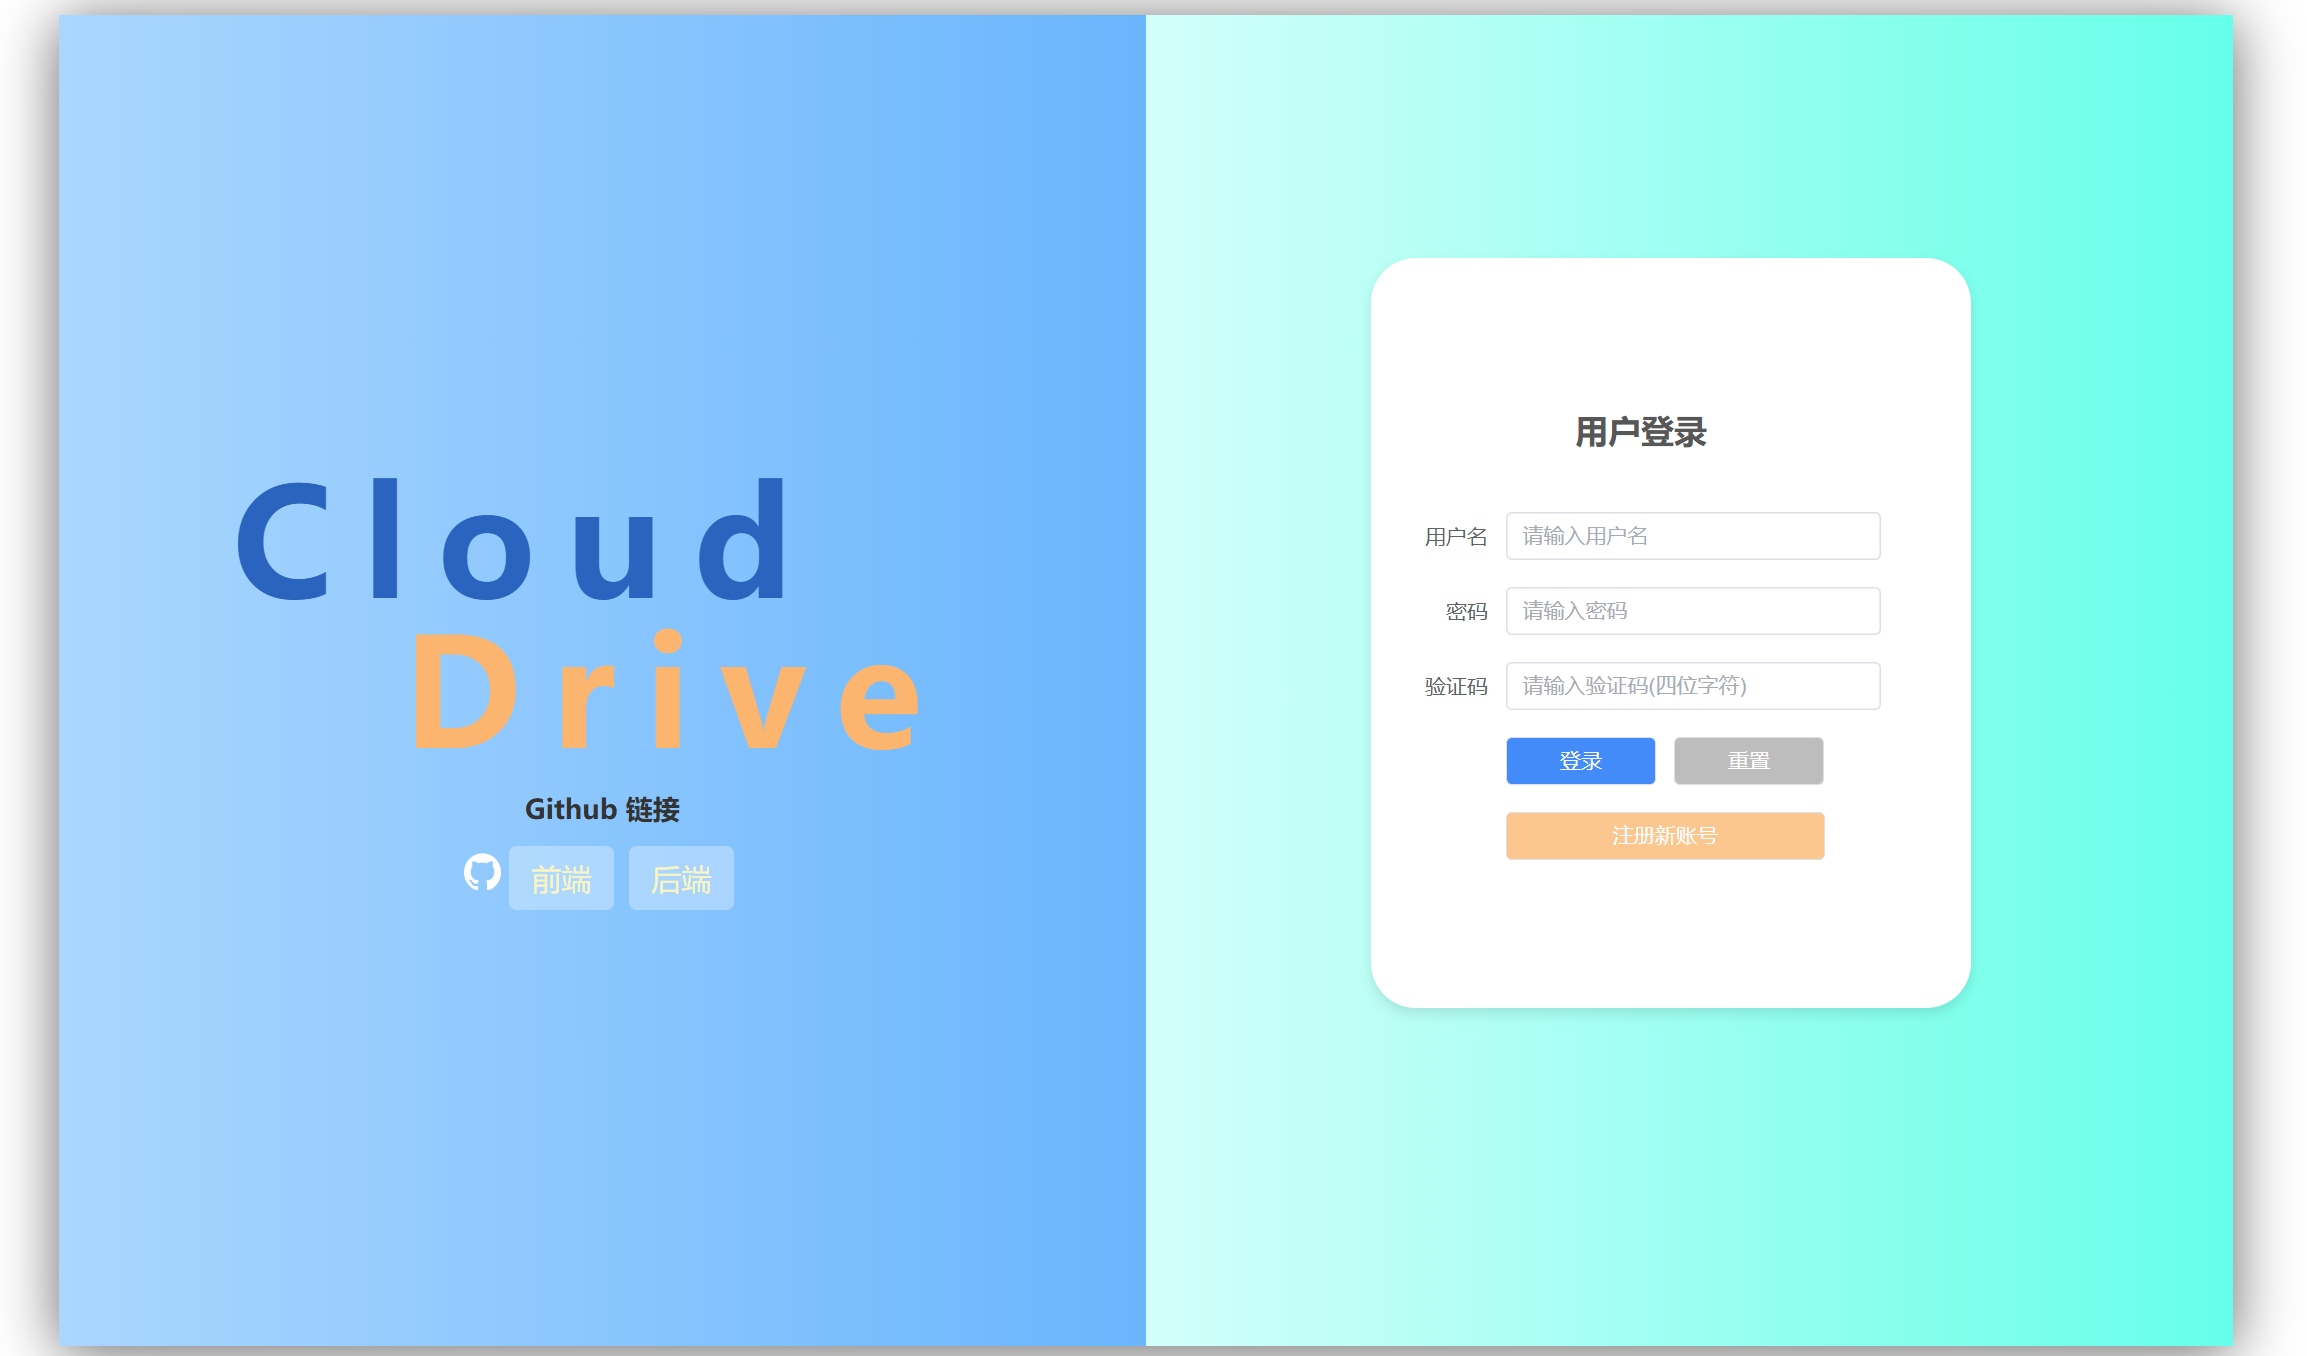 Cloud
Drive
Github 链接
前端 后端
用户登录
用户名 请输入用户名
密码 请输入密码
验证码 请输入验证码(四位字符)
登录 重置
注册新账号